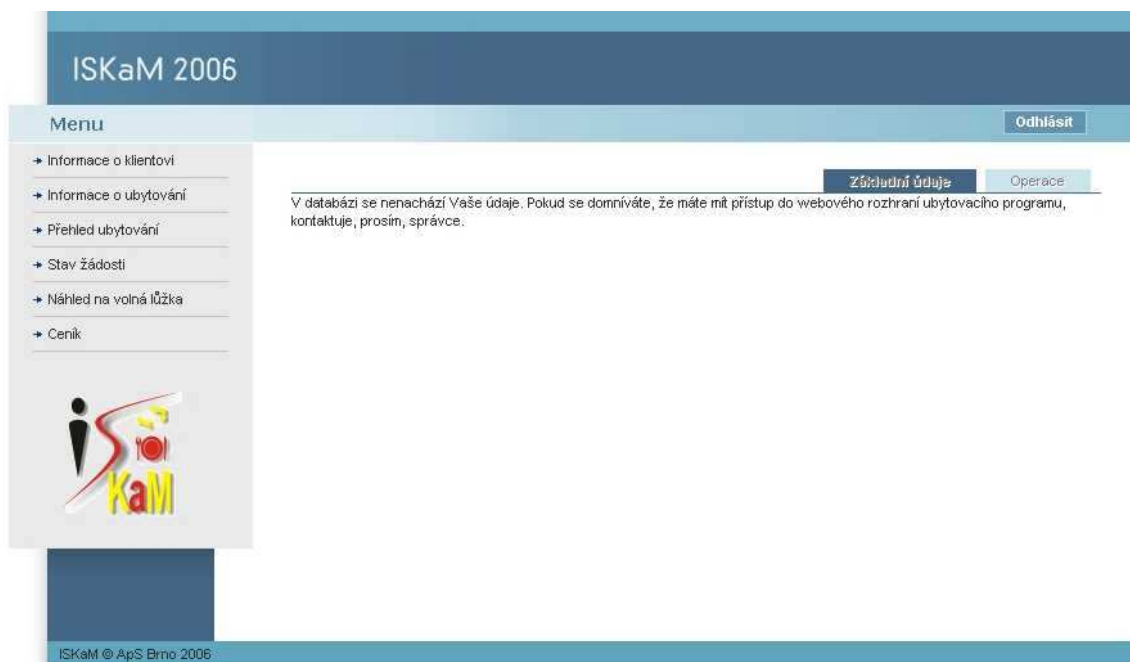 ISKaM 2006
Menu
Odhlásit
Informace o klientovi
Informace o ubytování
Přehled ubytování
Stav žádosti
Náhled na volná lůžka
Ceník
Základní údaje
Operace
V databázi se nenachází Vaše údaje. Pokud se domníváte, že máte mít přístup do webového rozhraní ubytovacího programu,
kontaktuje, prosím, správce.
iS
KaM
ISKaM © ApS Brno 2006